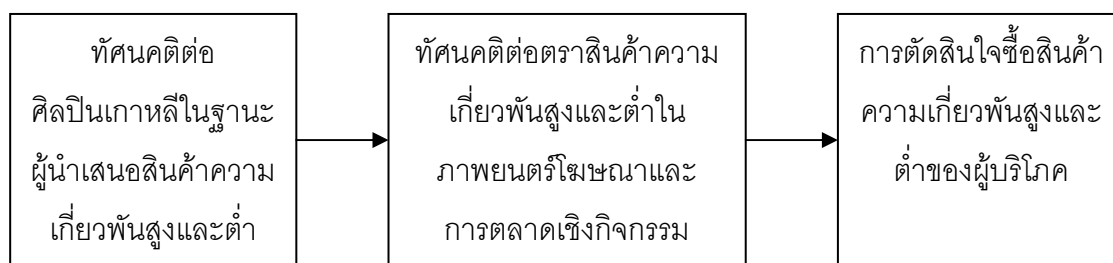 ทัศนคติต่อ
ศิลปินเกาหลีในฐานะ
ผู้นำเสนอสินค้าความ
เกี่ยวพันสูงและต่ำ
ทัศนคติต่อตราสินค้าความ
เกี่ยวพันสูงและต่ำใน
ภาพยนตร์โฆษณาและ
การตลาดเชิงกิจกรรม
การตัดสินใจซื้อสินค้า
ความเกี่ยวพันสูงและ
ต่ำของผู้บริโภค